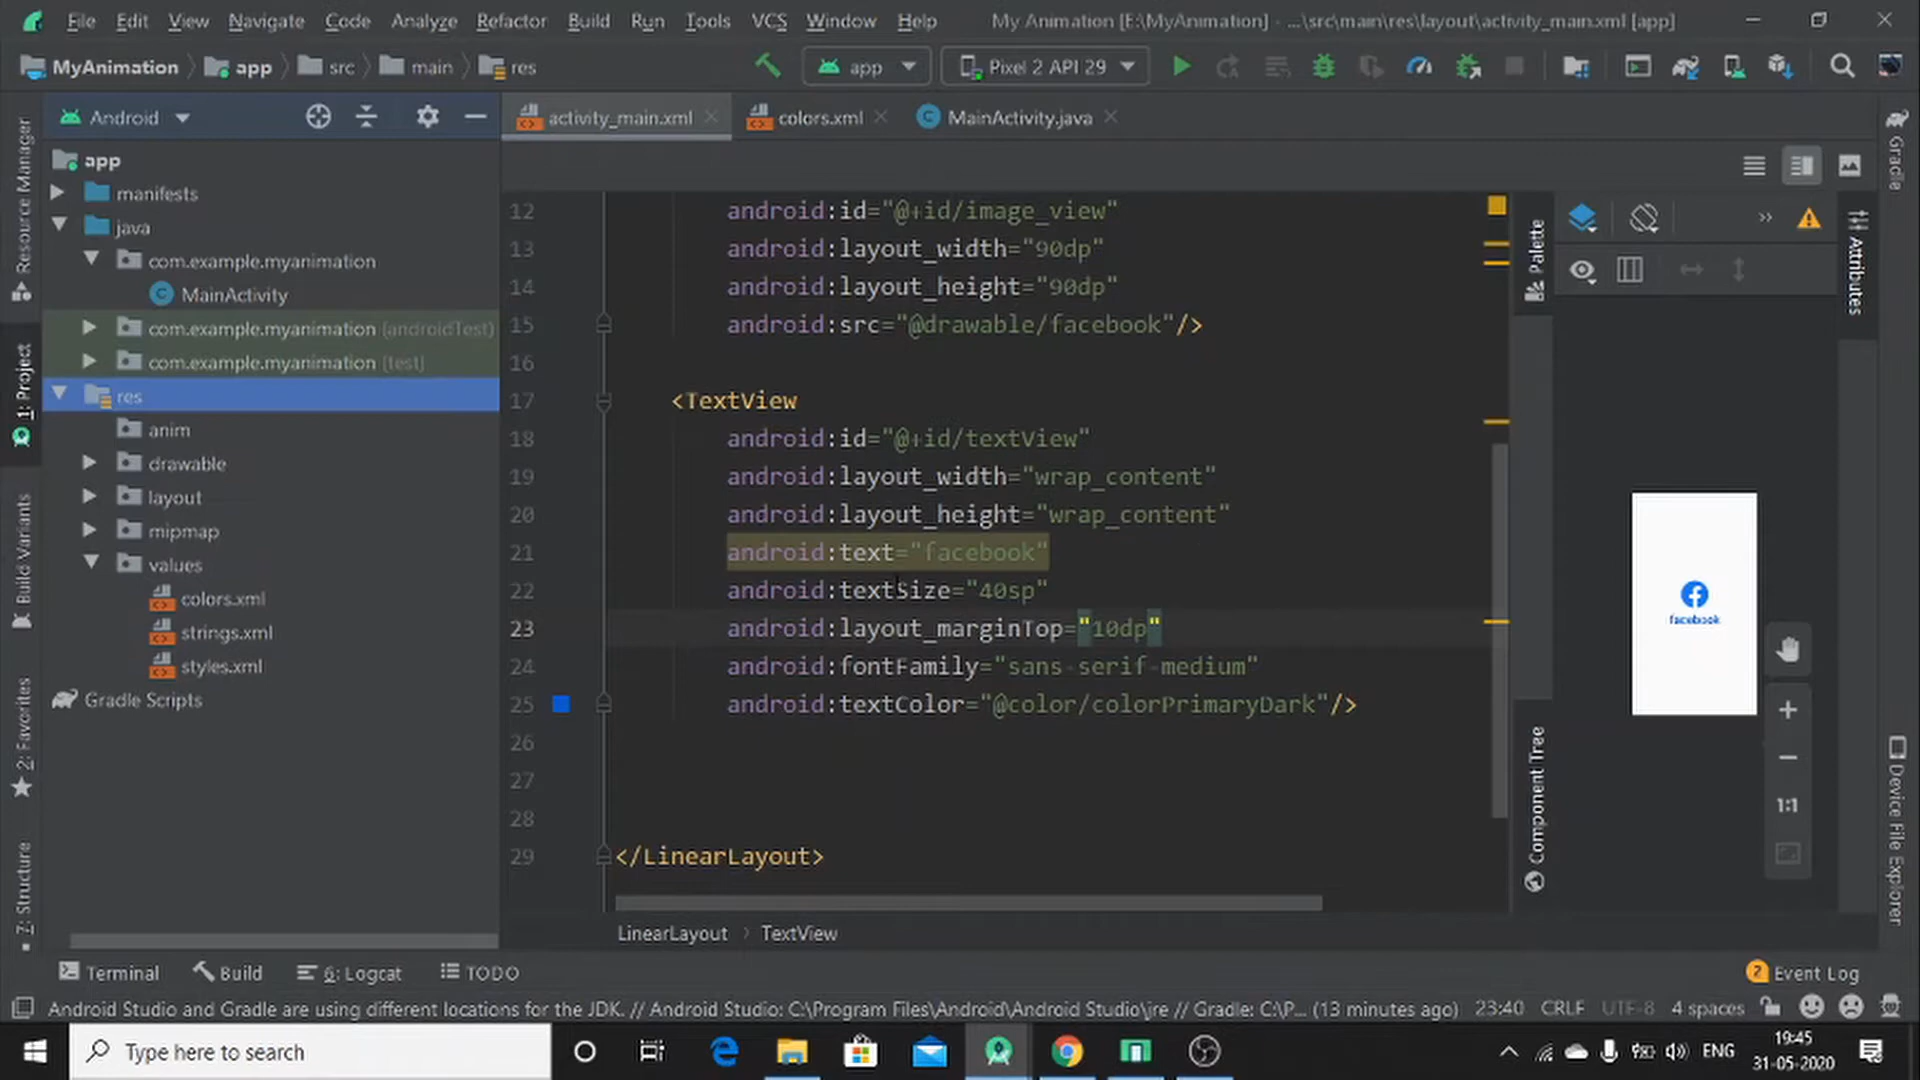 File Edit View Navigate Code Analyze Refactor Build Run Tools VCS Window Help My Animation [E:\MyAnimation] - ...\src\main\res\layout\activity_main.xml [app]
MyAnimation app src main res app Pixel 2 API 29
Android activity_main.xml colors.xml MainActivity.java
Resource Manager
1: Project
Build Variants
2: Favorites
7: Structure
app
manifests
java
com.example.myanimation
MainActivity
com.example.myanimation (androidTest)
com.example.myanimation (test)
res
anim
drawable
layout
mipmap
values
colors.xml
strings.xml
styles.xml
Gradle Scripts
12 android:id="@+id/image_view"
13 android:layout_width="90dp"
14 android:layout_height="90dp"
15 android:src="@drawable/facebook"/>
16
17 <TextView
18 android:id="@+id/textView"
19 android:layout_width="wrap_content"
20 android:layout_height="wrap_content"
21 android:text="facebook"
22 android:textSize="40sp"
23 android:layout_marginTop="10dp"
24 android:fontFamily="sans-serif-medium"
25 android:textColor="@color/colorPrimaryDark"/>
26
27
28
29 </LinearLayout>
LinearLayout › TextView
Palette
Component Tree
facebook
1:1
Gradle
Attributes
Device File Explorer
Terminal Build 6: Logcat TODO 2 Event Log
Android Studio and Gradle are using different locations for the JDK. // Android Studio: C:\Program Files\Android\Android Studio\jre // Gradle: C:\P... (13 minutes ago) 23:40 CRLF UTF-8 4 spaces
Type here to search ENG 19:45
31-05-2020